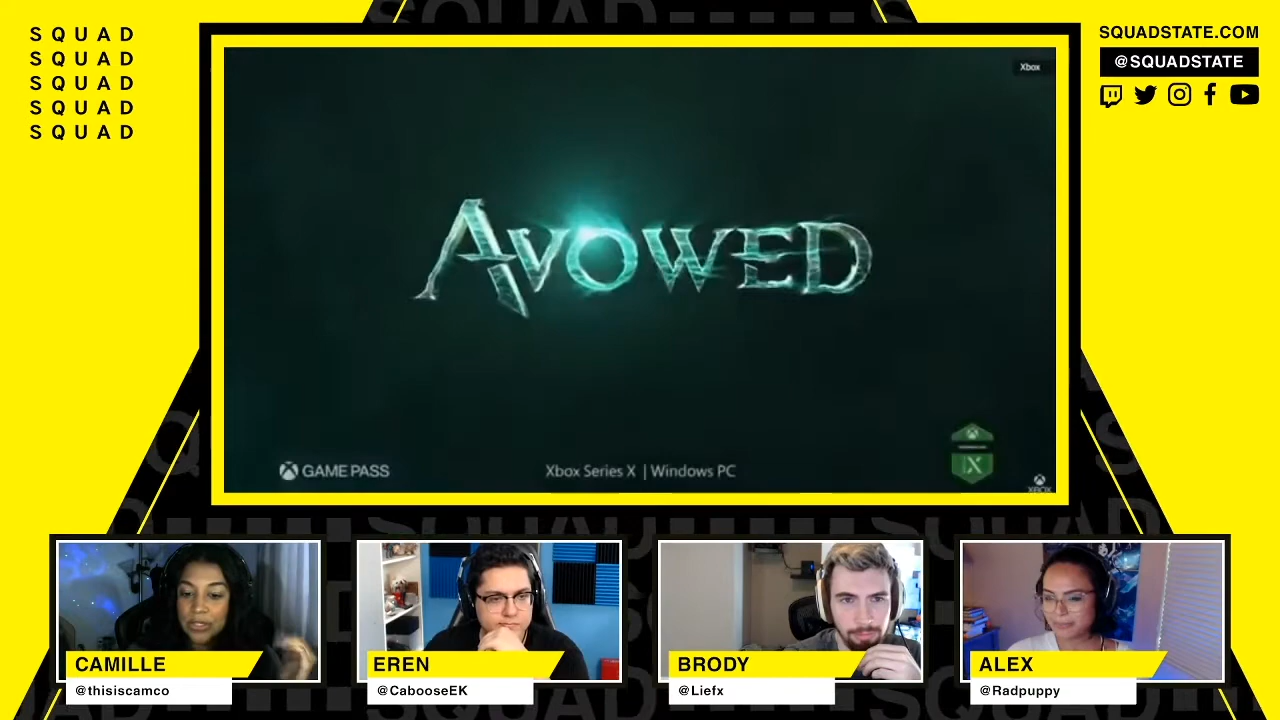 SQUAD
SQUAD
SQUAD
SQUAD
SQUAD
SQUADSTATE.COM
@SQUADSTATE
Xbox
AVOWED
GAME PASS
Xbox Series X | Windows PC
X
XBOX
CAMILLE
@thisiscamco
EREN
@CabooseEK
BRODY
@Liefx
ALEX
@Radpuppy